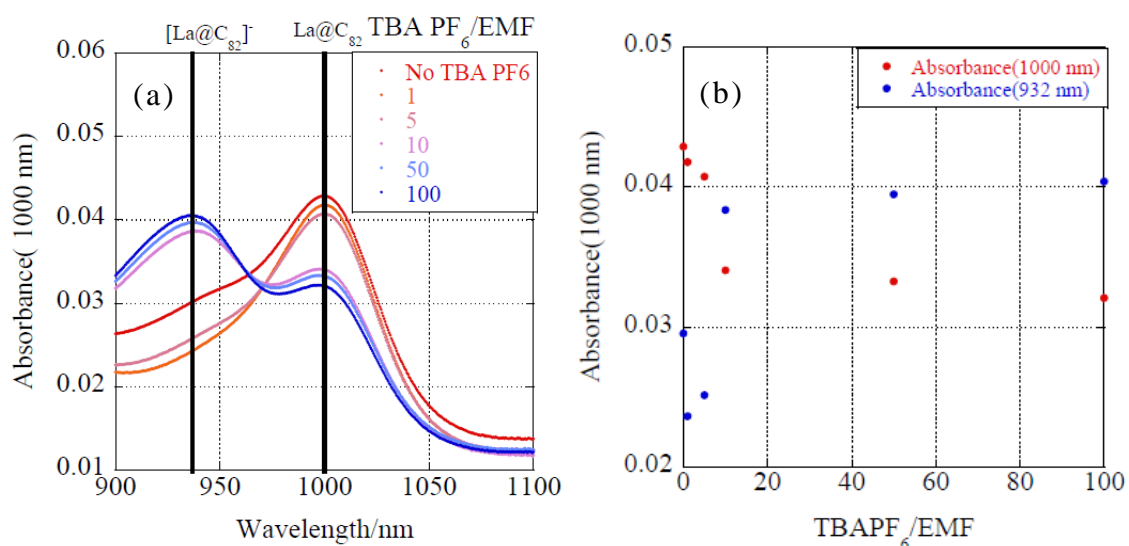 [La@C82]-
La@C82 TBA PF6/EMF
(a)
No TBA PF6
1
5
10
50
100
Absorbance( 1000 nm)
0.06
0.05
0.04
0.03
0.02
0.01
900 950 1000 1050 1100
Wavelength/nm
(b)
Absorbance(1000 nm)
Absorbance(932 nm)
Absorbance( 1000 nm)
0.05
0.04
0.03
0.02
0 20 40 60 80 100
TBAPF6/EMF